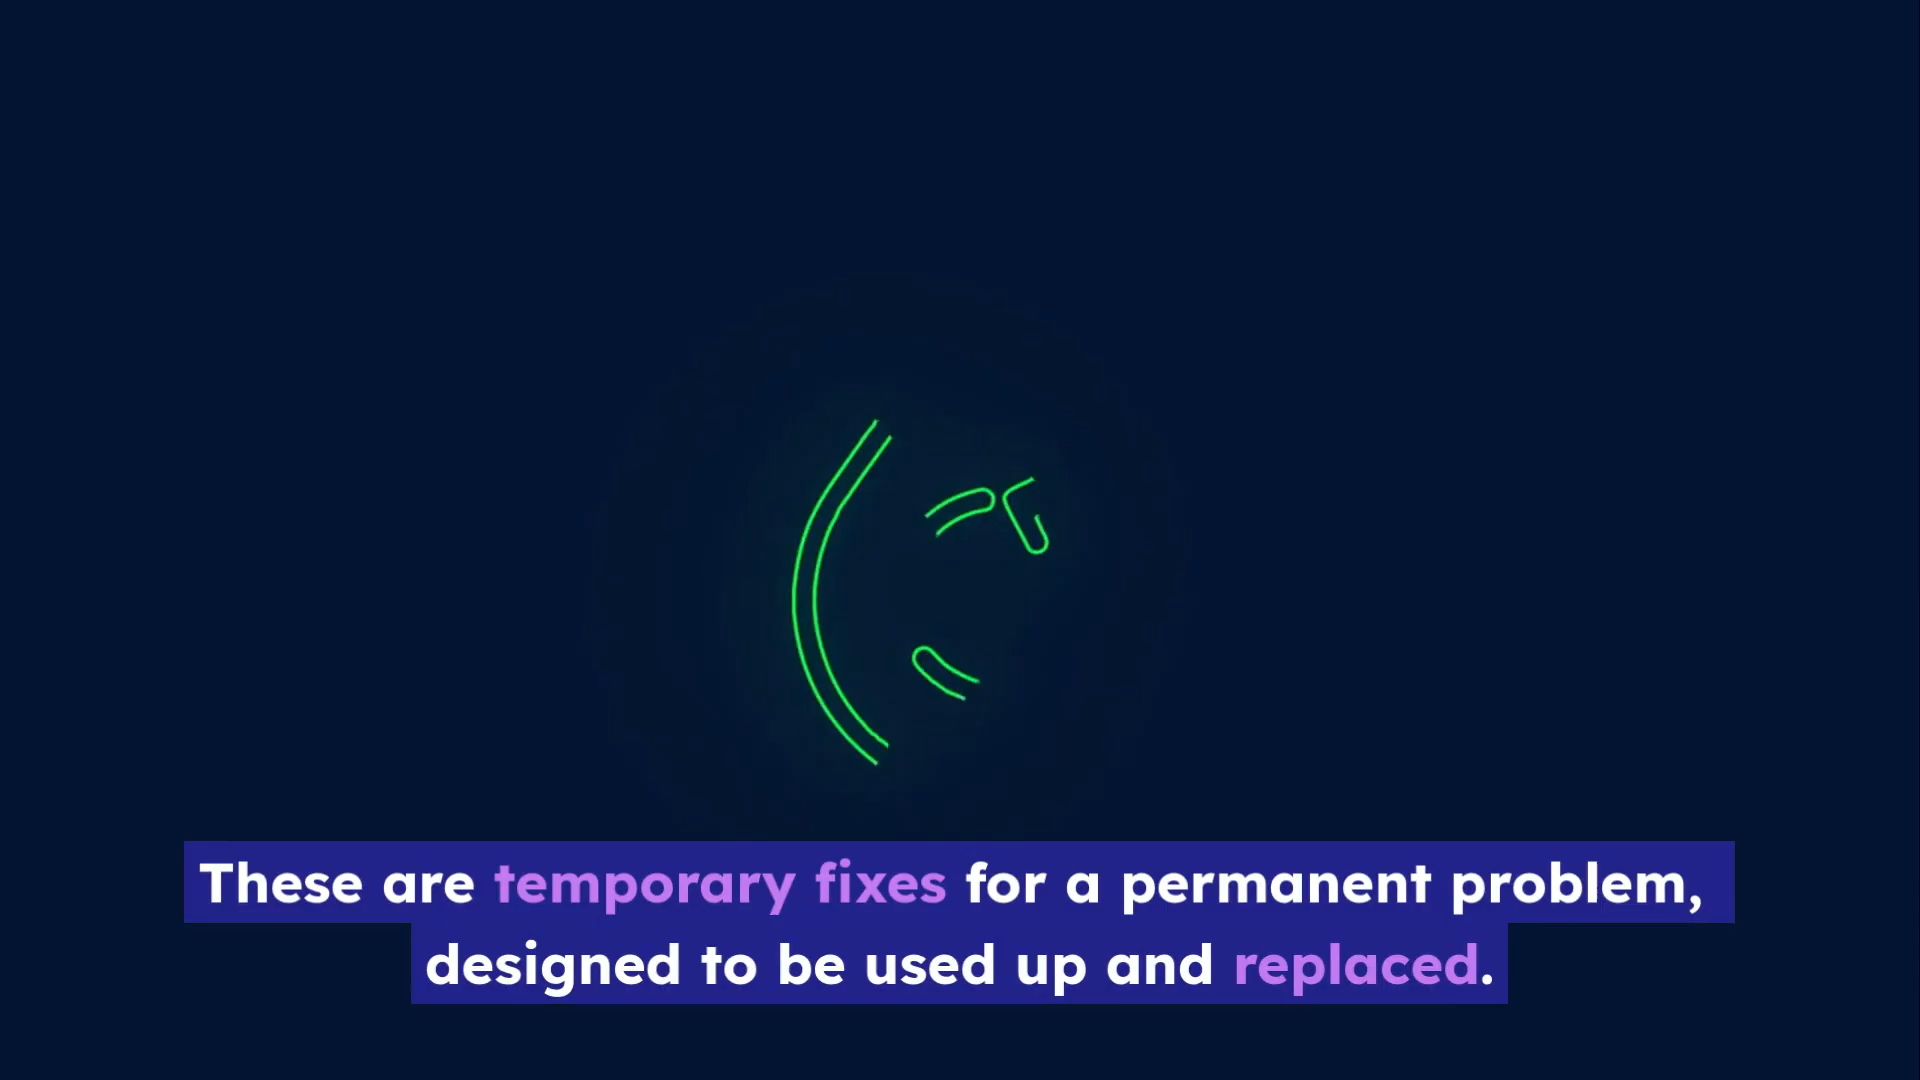 These are temporary fixes for a permanent problem,
designed to be used up and replaced.